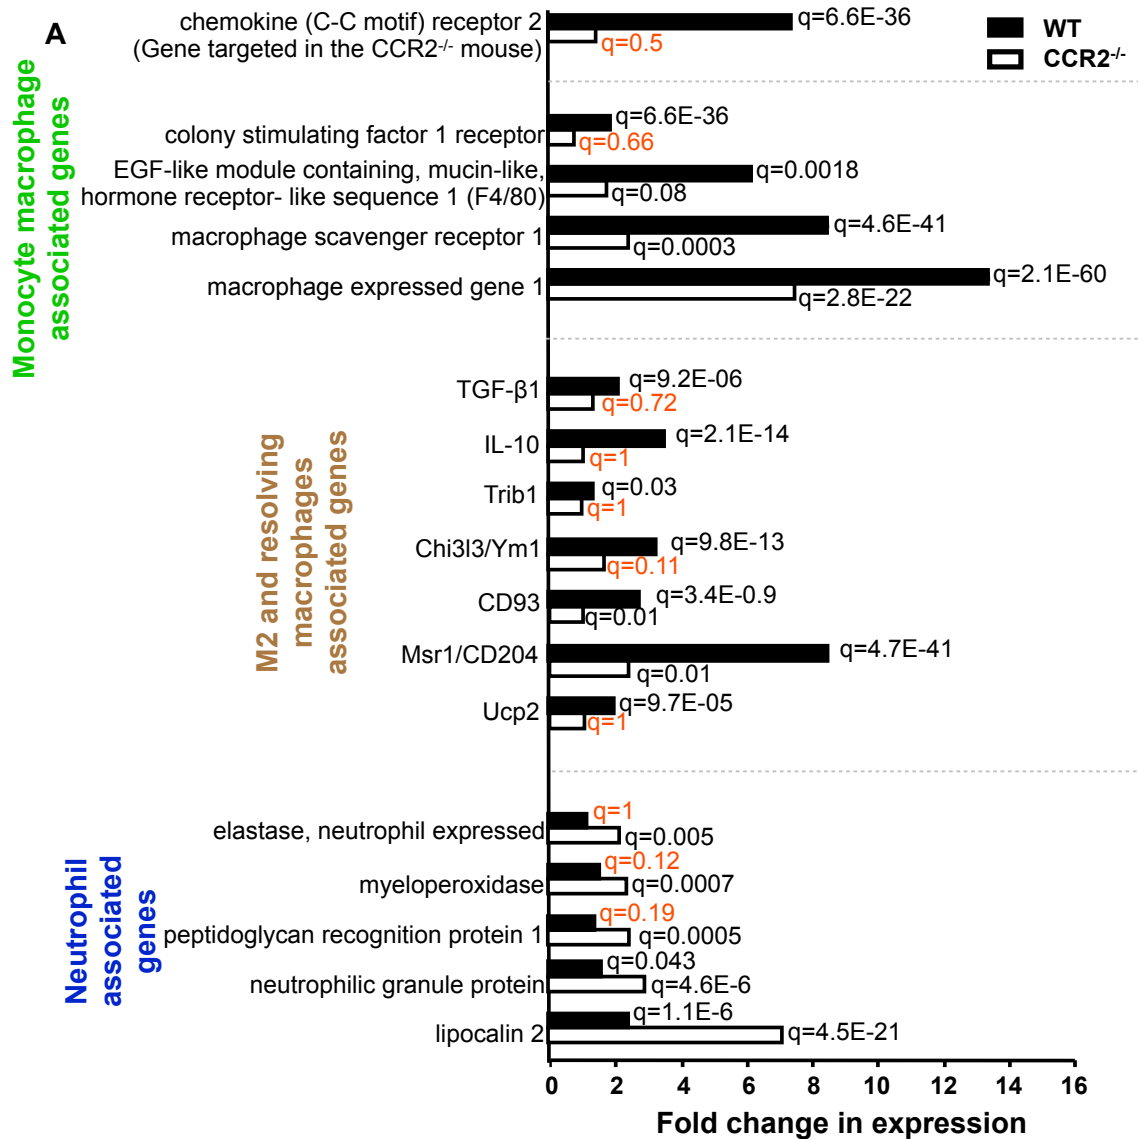 A
chemokine (C-C motif) receptor 2
(Gene targeted in the CCR2-/- mouse)
q=6.6E-36
q=0.5
WT
CCR2-/-
Monocyte macrophage
associated genes
colony stimulating factor 1 receptor
q=6.6E-36
q=0.66
EGF-like module containing, mucin-like,
hormone receptor- like sequence 1 (F4/80)
q=0.0018
q=0.08
macrophage scavenger receptor 1
q=4.6E-41
q=0.0003
macrophage expressed gene 1
q=2.1E-60
q=2.8E-22
M2 and resolving
macrophages
associated genes
TGF-β1
q=9.2E-06
q=0.72
IL-10
q=2.1E-14
q=1
Trib1
q=0.03
q=1
Chi3l3/Ym1
q=9.8E-13
q=0.11
CD93
q=3.4E-0.9
q=0.01
Msr1/CD204
q=4.7E-41
q=0.01
Ucp2
q=9.7E-05
q=1
Neutrophil
associated
genes
elastase, neutrophil expressed
q=1
q=0.005
myeloperoxidase
q=0.12
q=0.0007
peptidoglycan recognition protein 1
q=0.19
q=0.0005
neutrophilic granule protein
q=0.043
q=4.6E-6
lipocalin 2
q=1.1E-6
q=4.5E-21
0 2 4 6 8 10 12 14 16
Fold change in expression